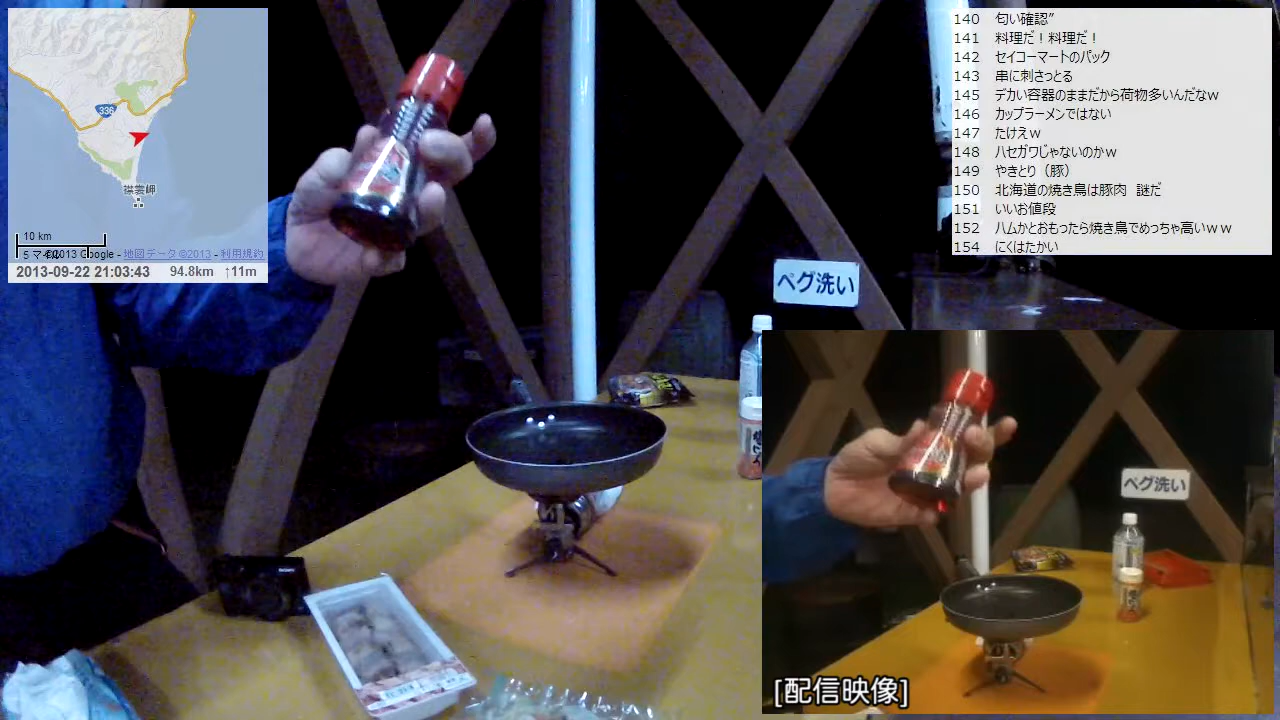 336
襟裳岬
10 km
5 マイル
©2013 Google - 地図データ ©2013 - 利用規約
2013-09-22 21:03:43 94.8km ↑11m
140 匂い確認”
141 料理だ！料理だ！
142 セイコーマートのパック
143 串に刺さっとる
145 デカい容器のままだから荷物多いんだなｗ
146 カップラーメンではない
147 たけえｗ
148 ハセガワじゃないのかｗ
149 やきとり（豚）
150 北海道の焼き鳥は豚肉　謎だ
151 いいお値段
152 ハムかとおもったら焼き鳥でめっちゃ高いｗｗ
154 にくはたかい
ペグ洗い
ペグ洗い
[配信映像]